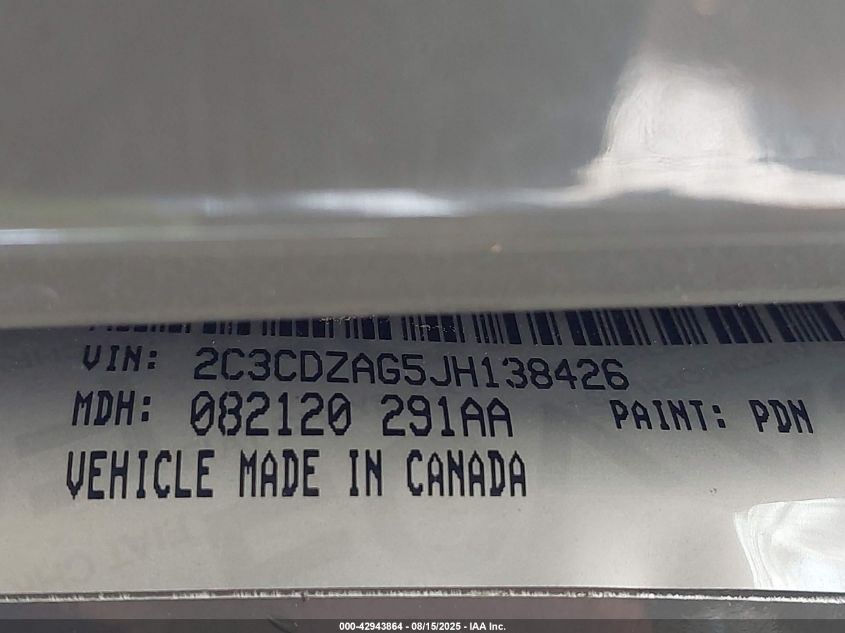 VIN: 2C3CDZAG5JH138426
MDH: 082120 291AA PAINT: PDN
VEHICLE MADE IN CANADA
000-42943864 - 08/15/2025 - IAA Inc.